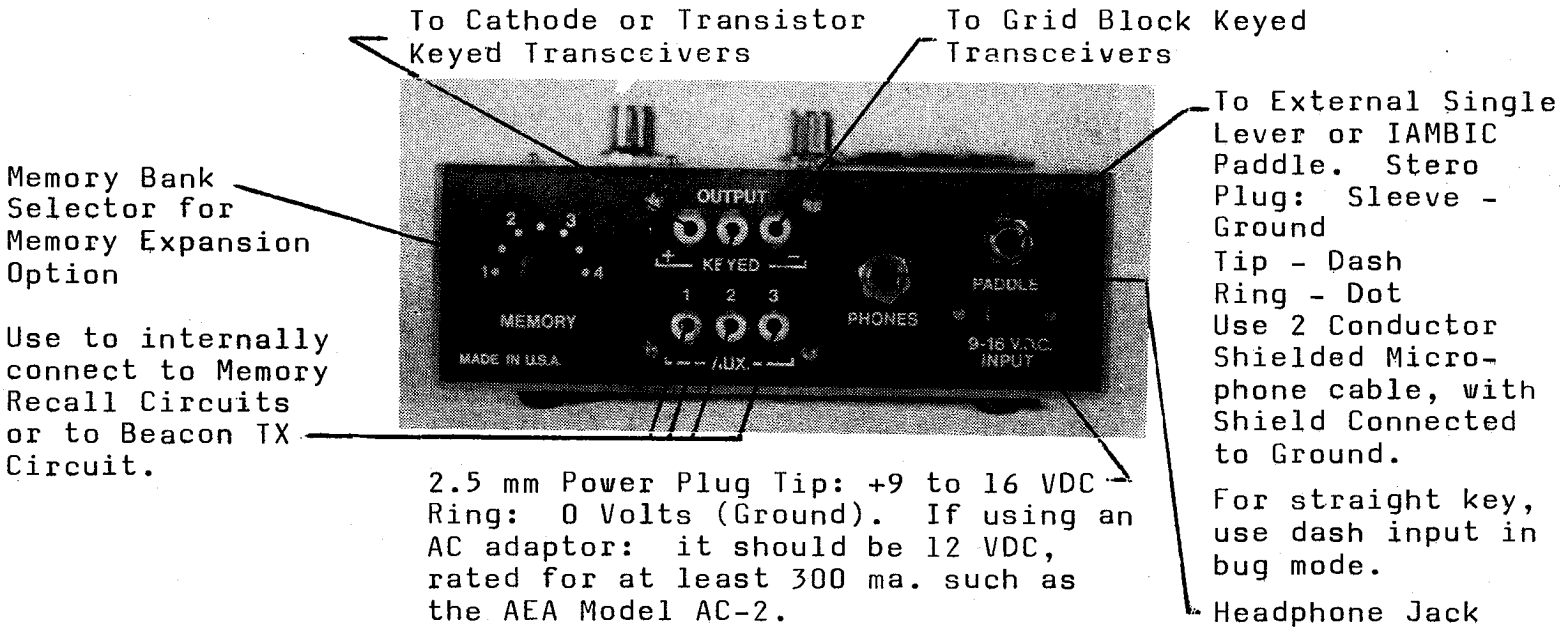 To Cathode or Transistor
Keyed Transceivers
To Grid Block Keyed
Transceivers
Memory Bank
Selector for
Memory Expansion
Option
Use to internally
connect to Memory
Recall Circuits
or to Beacon TX
Circuit.
OUTPUT
+ KEYED -
1 2 3
AUX.
1 2 3 4
MEMORY
MADE IN U.S.A.
PHONES
PADDLE
9-16 V.D.C.
INPUT
To External Single
Lever or IAMBIC
Paddle. Stero
Plug: Sleeve -
Ground
Tip - Dash
Ring - Dot
Use 2 Conductor
Shielded Micro-
phone cable, with
Shield Connected
to Ground.
For straight key,
use dash input in
bug mode.
Headphone Jack
2.5 mm Power Plug Tip: +9 to 16 VDC
Ring: 0 Volts (Ground). If using an
AC adaptor: it should be 12 VDC,
rated for at least 300 ma. such as
the AEA Model AC-2.